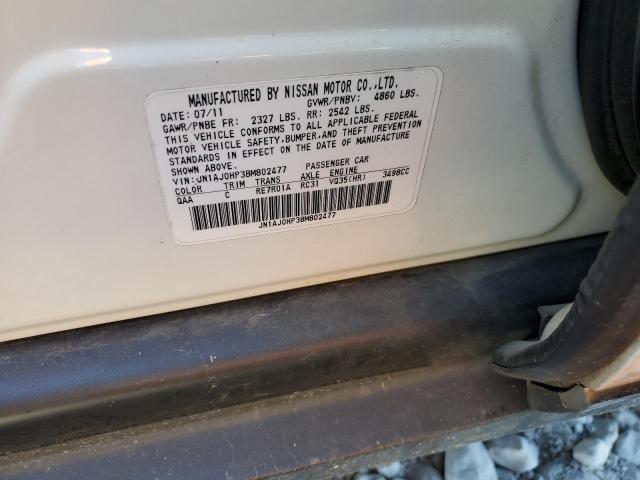 MANUFACTURED BY NISSAN MOTOR CO.,LTD.
DATE: 07/11 GVWR/PNBV: 4860 LBS.
GAWR/PNBE FR: 2327 LBS. RR: 2542 LBS.
THIS VEHICLE CONFORMS TO ALL APPLICABLE FEDERAL
MOTOR VEHICLE SAFETY,BUMPER,AND THEFT PREVENTION
STANDARDS IN EFFECT ON THE DATE OF MANUFACTURE
SHOWN ABOVE.
VIN:JN1AJ0HP3BM802477 PASSENGER CAR
COLOR TRIM TRANS AXLE ENGINE
QAA C RE7R01A RC31 VQ35(HR) 3498CC
JN1AJ0HP3BM802477